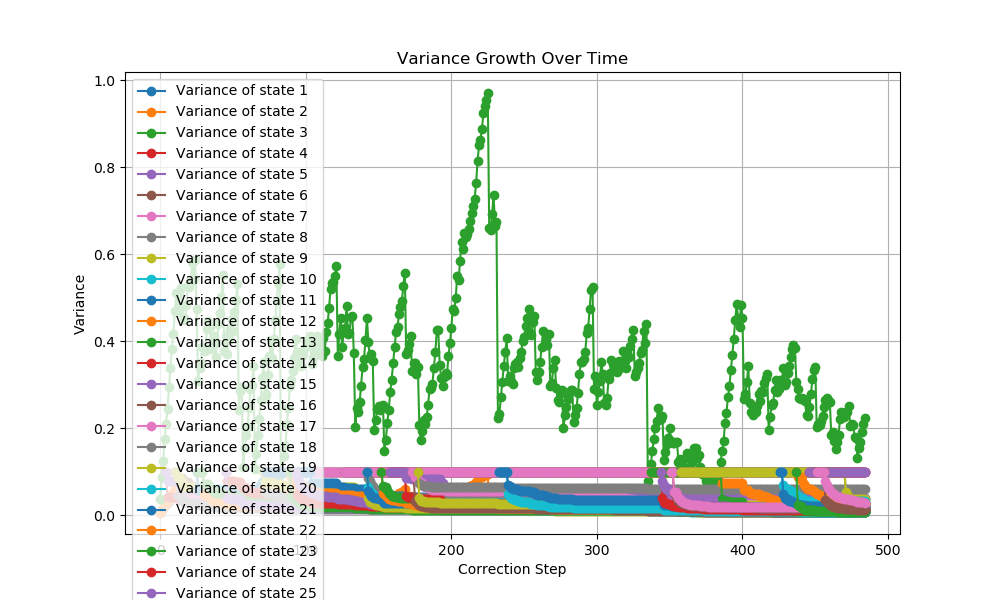 Variance Growth Over Time
1.0
0.8
0.6
0.4
0.2
0.0
Variance
Variance of state 1
Variance of state 2
Variance of state 3
Variance of state 4
Variance of state 5
Variance of state 6
Variance of state 7
Variance of state 8
Variance of state 9
Variance of state 10
Variance of state 11
Variance of state 12
Variance of state 13
Variance of state 14
Variance of state 15
Variance of state 16
Variance of state 17
Variance of state 18
Variance of state 19
Variance of state 20
Variance of state 21
Variance of state 22
Variance of state 23
Variance of state 24
Variance of state 25
0 100 200 300 400 500
Correction Step